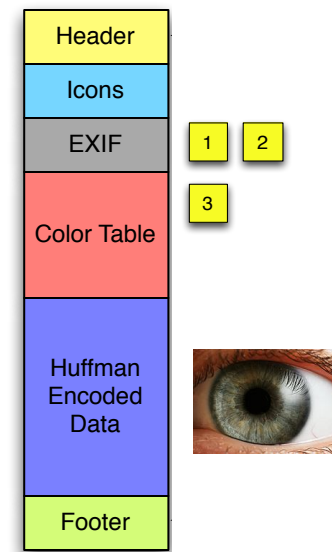 Header
Icons
EXIF
1 2
Color Table
3
Huffman
Encoded
Data
Footer